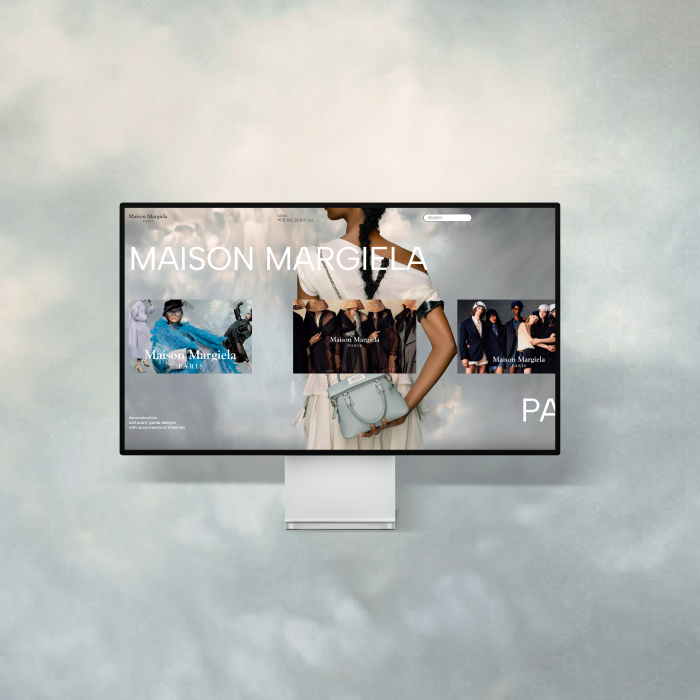 Maison Margiela
PARIS
MENU
SEARCH
MAISON MARGIELA
Maison Margiela
PARIS
Maison Margiela
PARIS
Maison Margiela
PARIS
PA
deconstructive
and avant-garde designs
with unconventional materials